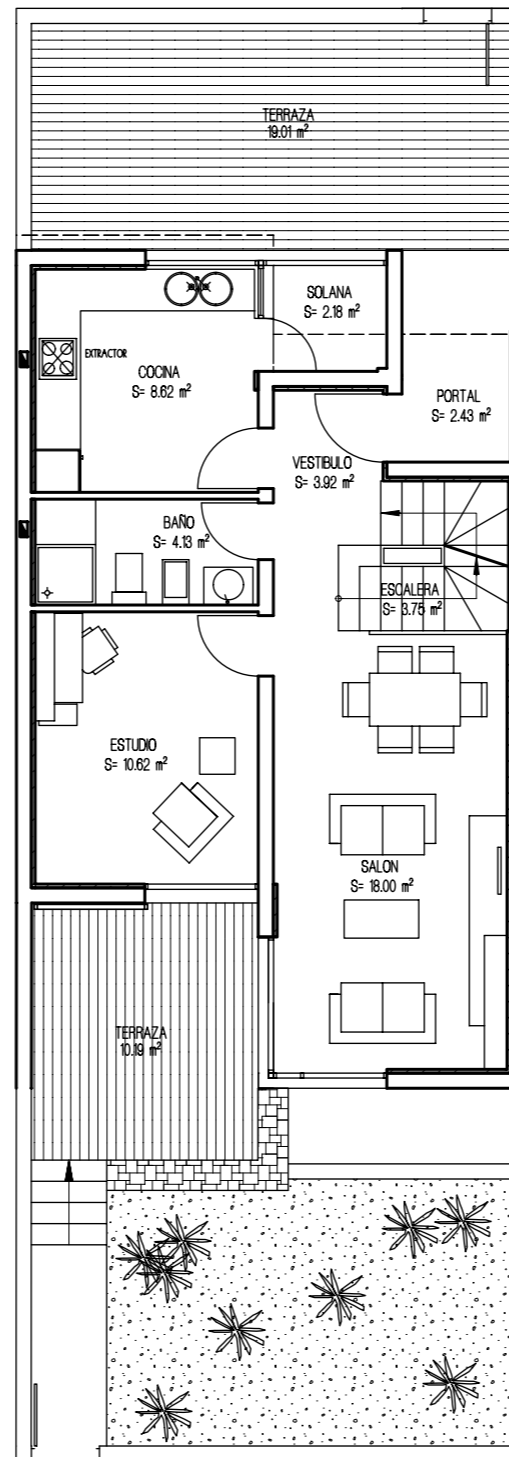 TERRAZA
19.01 m²
SOLANA
S= 2.18 m²
EXTRACTOR
COCINA
S= 8.62 m²
PORTAL
S= 2.43 m²
VESTIBULO
S= 3.92 m²
BAÑO
S= 4.13 m²
ESCALERA
S= 3.75 m²
ESTUDIO
S= 10.62 m²
SALON
S= 18.00 m²
TERRAZA
10.19 m²